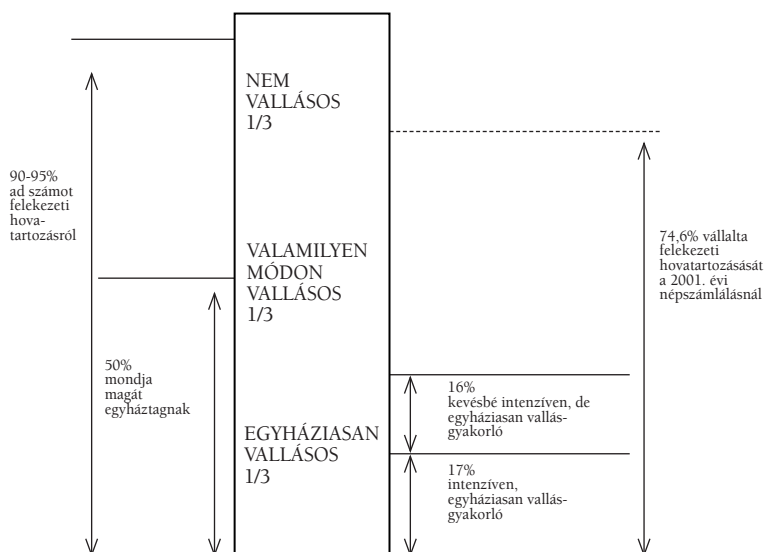 NEM
VALLÁSOS
1/3
90-95%
ad számot
felekezeti
hova-
tartozásról
VALAMILYEN
MÓDON
VALLÁSOS
1/3
74,6% vállalta
felekezeti
hovatartozásását
a 2001. évi
népszámlálásnál
50%
mondja
magát
egyháztagnak
16%
kevésbé intenzíven, de
egyháziasan vallás-
gyakorló
EGYHÁZIASAN
VALLÁSOS
1/3
17%
intenzíven,
egyháziasan vallás-
gyakorló